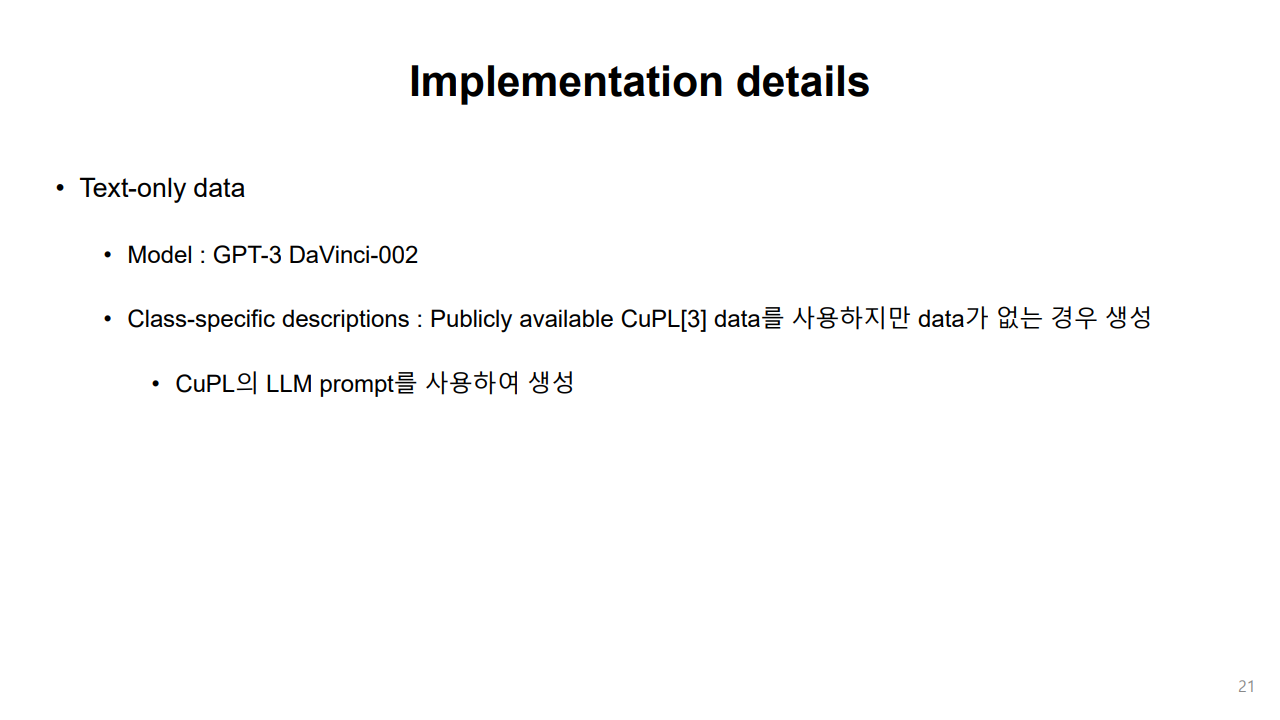 Implementation details
• Text-only data
• Model : GPT-3 DaVinci-002
• Class-specific descriptions : Publicly available CuPL[3] data를 사용하지만 data가 없는 경우 생성
• CuPL의 LLM prompt를 사용하여 생성
21